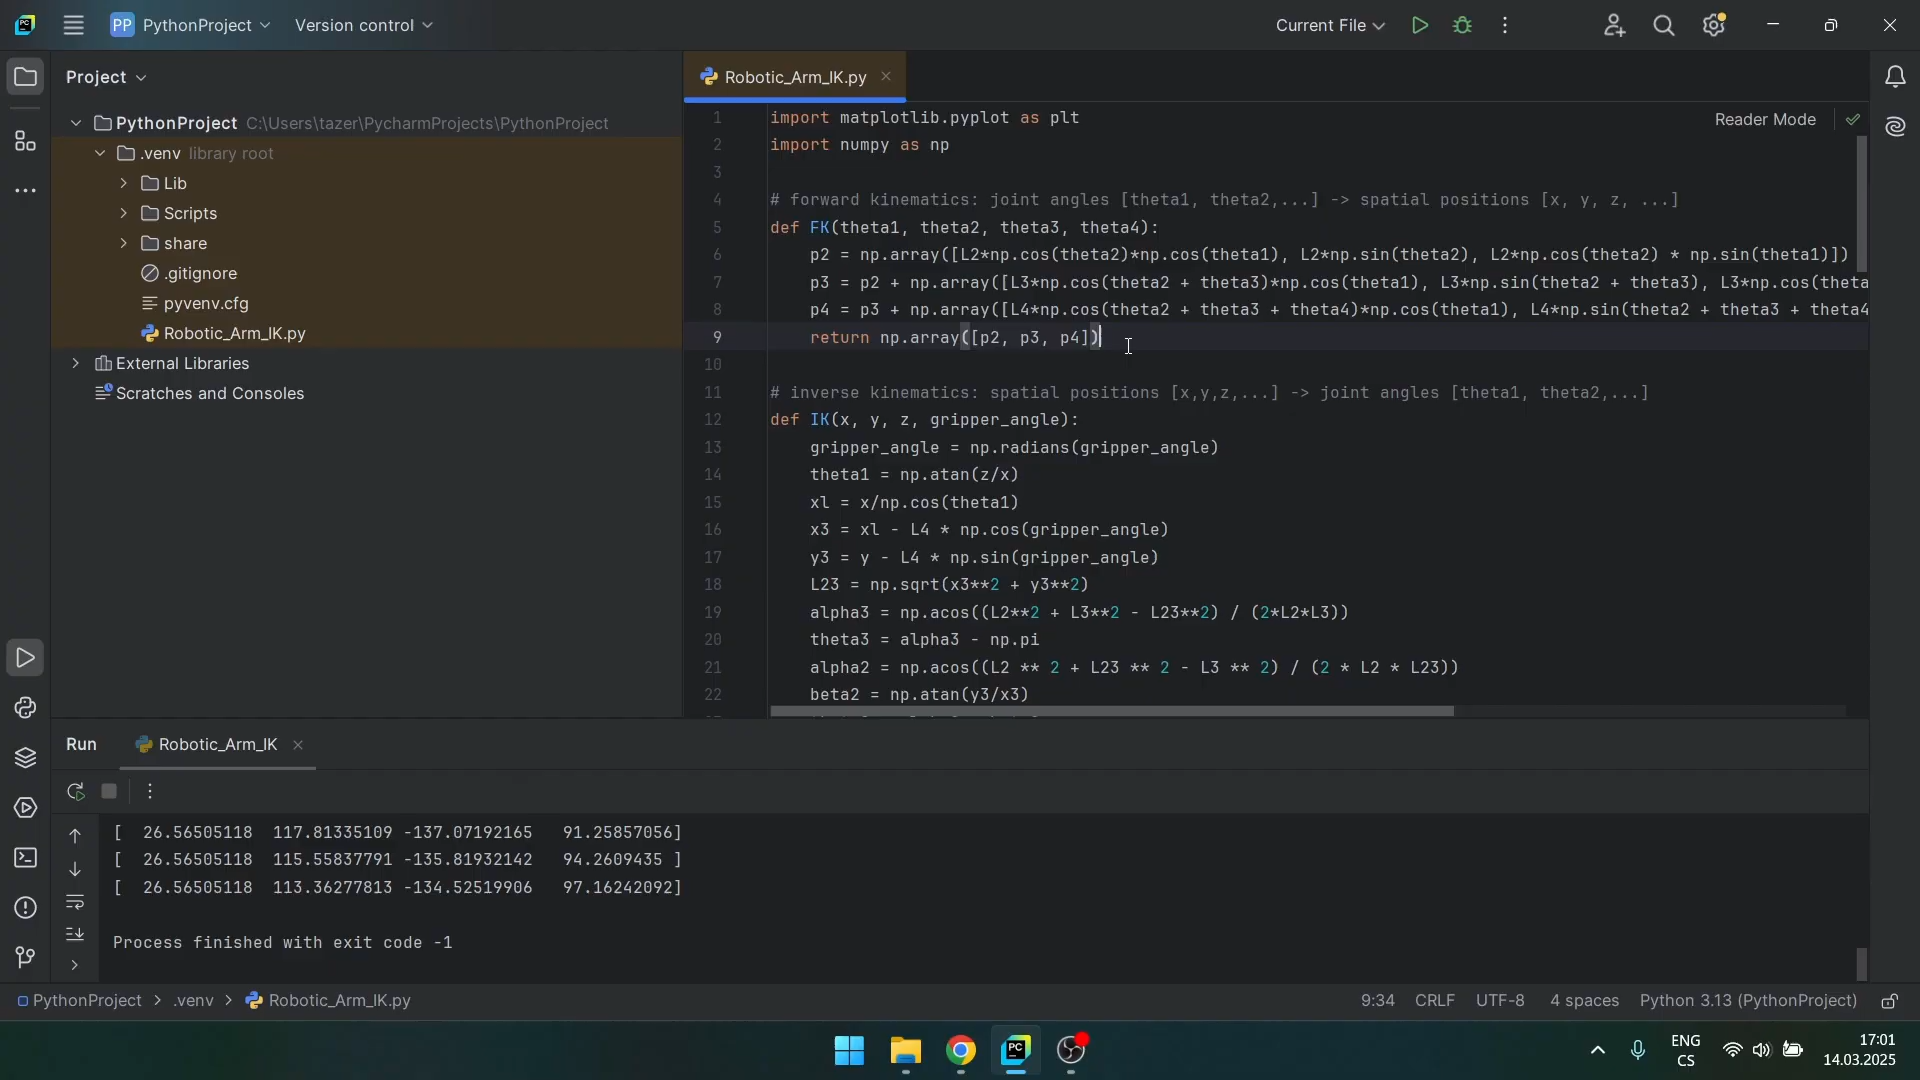 PC
PP PythonProject
Version control
Current File
Project
Robotic_Arm_IK.py
Reader Mode
PythonProject C:\Users\tazer\PycharmProjects\PythonProject
.venv library root
Lib
Scripts
share
.gitignore
pyvenv.cfg
Robotic_Arm_IK.py
External Libraries
Scratches and Consoles
1 import matplotlib.pyplot as plt
2 import numpy as np
3
4 # forward kinematics: joint angles [theta1, theta2,...] -> spatial positions [x, y, z, ...]
5 def FK(theta1, theta2, theta3, theta4):
6 p2 = np.array([L2*np.cos(theta2)*np.cos(theta1), L2*np.sin(theta2), L2*np.cos(theta2) * np.sin(theta1)])
7 p3 = p2 + np.array([L3*np.cos(theta2 + theta3)*np.cos(theta1), L3*np.sin(theta2 + theta3), L3*np.cos(theta
8 p4 = p3 + np.array([L4*np.cos(theta2 + theta3 + theta4)*np.cos(theta1), L4*np.sin(theta2 + theta3 + theta4
9 return np.array([p2, p3, p4])
10
11 # inverse kinematics: spatial positions [x,y,z,...] -> joint angles [theta1, theta2,...]
12 def IK(x, y, z, gripper_angle):
13 gripper_angle = np.radians(gripper_angle)
14 theta1 = np.atan(z/x)
15 xl = x/np.cos(theta1)
16 x3 = xl - L4 * np.cos(gripper_angle)
17 y3 = y - L4 * np.sin(gripper_angle)
18 L23 = np.sqrt(x3**2 + y3**2)
19 alpha3 = np.acos((L2**2 + L3**2 - L23**2) / (2*L2*L3))
20 theta3 = alpha3 - np.pi
21 alpha2 = np.acos((L2 ** 2 + L23 ** 2 - L3 ** 2) / (2 * L2 * L23))
22 beta2 = np.atan(y3/x3)
Run
Robotic_Arm_IK
[ 26.56505118 117.81335109 -137.07192165 91.25857056]
[ 26.56505118 115.55837791 -135.81932142 94.2609435 ]
[ 26.56505118 113.36277813 -134.52519906 97.16242092]
Process finished with exit code -1
PythonProject > .venv > Robotic_Arm_IK.py
9:34 CRLF UTF-8 4 spaces Python 3.13 (PythonProject)
PC
ENG
CS
17:01
14.03.2025